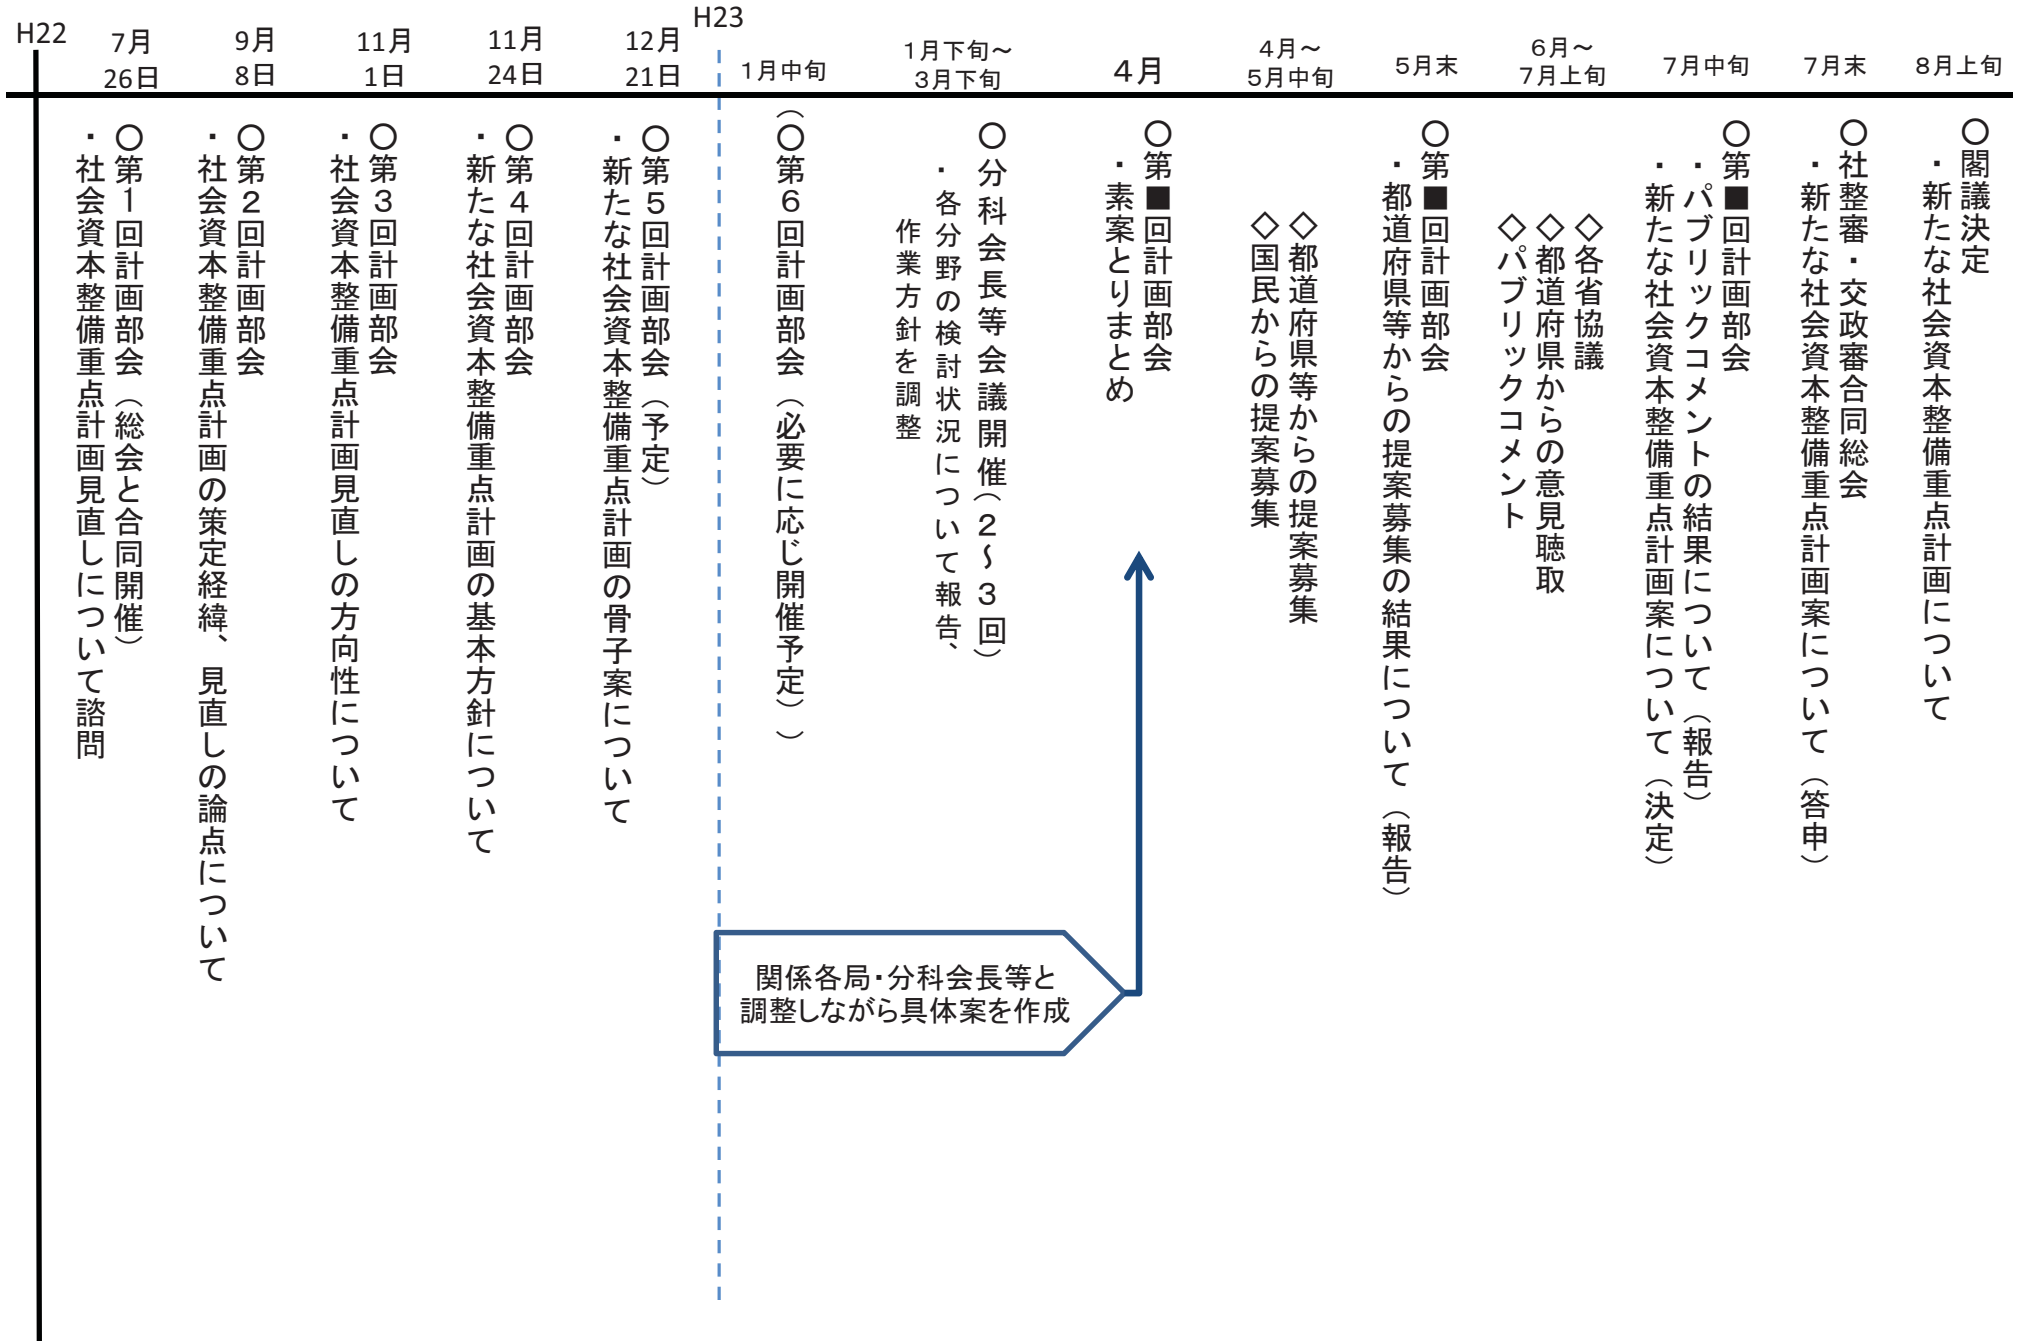 H22
7月
26日
9月
8日
11月
1日
11月
24日
12月
21日
H23
1月中旬
1月下旬～
3月下旬
4月
4月～
5月中旬
5月末
6月～
7月上旬
7月中旬
7月末
8月上旬
○第1回計画部会（総会と合同開催）
・社会資本整備重点計画見直しについて諮問
○第2回計画部会
・社会資本整備重点計画の策定経緯、見直しの論点について
○第3回計画部会
・社会資本整備重点計画見直しの方向性について
○第4回計画部会
・新たな社会資本整備重点計画の基本方針について
○第5回計画部会（予定）
・新たな社会資本整備重点計画の骨子案について
（○第6回計画部会（必要に応じ開催予定））
○分科会長等会議開催（2～3回）
・各分野の検討状況について報告、
作業方針を調整
○第■回計画部会
・素案とりまとめ
◇都道府県等からの提案募集
◇国民からの提案募集
○第■回計画部会
・都道府県等からの提案募集の結果について（報告）
◇各省協議
◇都道府県からの意見聴取
◇パブリックコメント
○第■回計画部会
・パブリックコメントの結果について（報告）
・新たな社会資本整備重点計画案について（決定）
○社整審・交政審合同総会
・新たな社会資本整備重点計画案について（答申）
○閣議決定
・新たな社会資本整備重点計画について
関係各局・分科会長等と
調整しながら具体案を作成